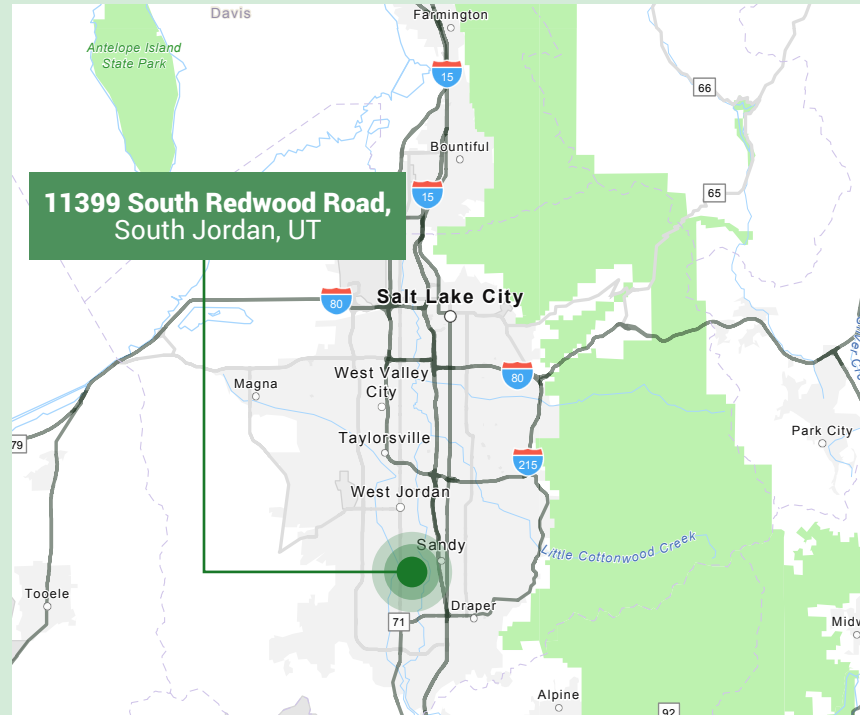 Davis
Farmington
Antelope Island
State Park
15
66
Bountiful
65
15
11399 South Redwood Road,
South Jordan, UT
80
Salt Lake City
West Valley
City
80
Magna
Taylorsville
Park City
79
215
West Jordan
Sandy
Little Cottonwood Creek
Tooele
Draper
71
Midw
Alpine
92